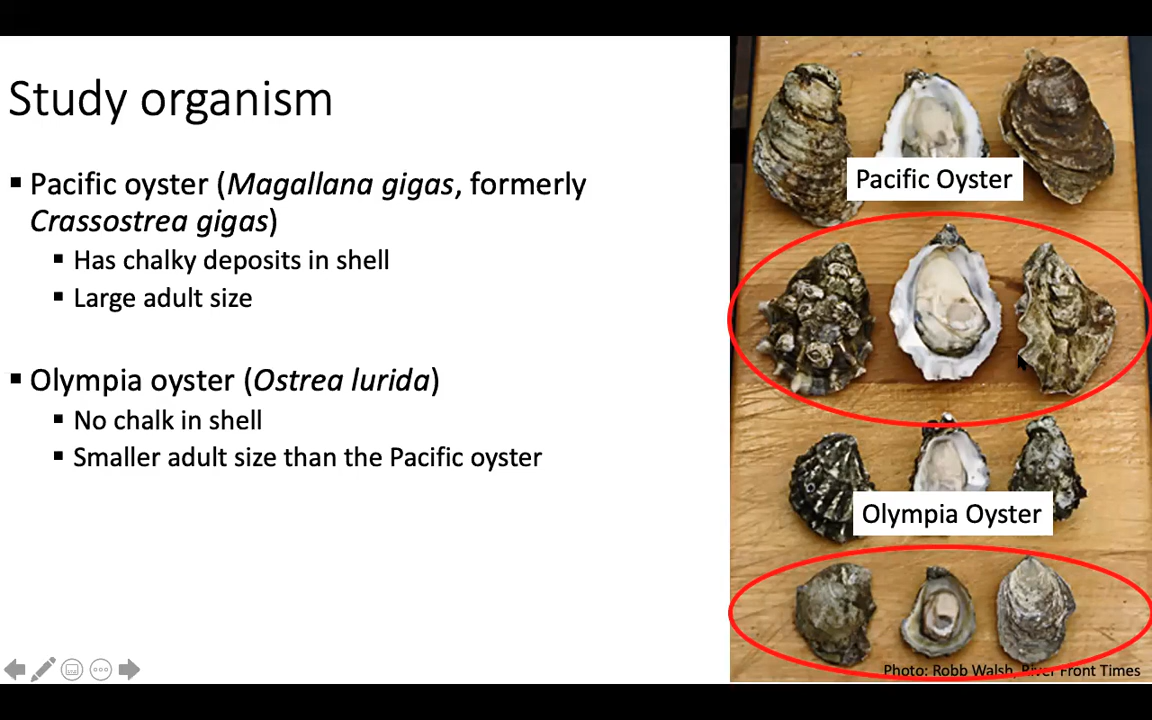 Study organism
Pacific oyster (Magallana gigas, formerly
Crassostrea gigas)
Has chalky deposits in shell
Large adult size
Olympia oyster (Ostrea lurida)
No chalk in shell
Smaller adult size than the Pacific oyster
Pacific Oyster
Olympia Oyster
Photo: Robb Walsh, River Front Times